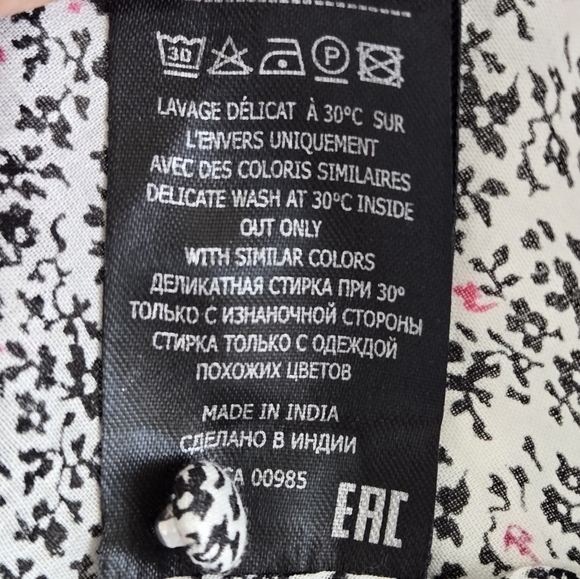 30 P
LAVAGE DÉLICAT À 30°C SUR
L'ENVERS UNIQUEMENT
AVEC DES COLORIS SIMILAIRES
DELICATE WASH AT 30°C INSIDE
OUT ONLY
WITH SIMILAR COLORS
ДЕЛИКАТНАЯ СТИРКА ПРИ 30°
ТОЛЬКО С ИЗНАНОЧНОЙ СТОРОНЫ
СТИРКА ТОЛЬКО С ОДЕЖДОЙ
ПОХОЖИХ ЦВЕТОВ
MADE IN INDIA
СДЕЛАНО В ИНДИИ
00985
EAC